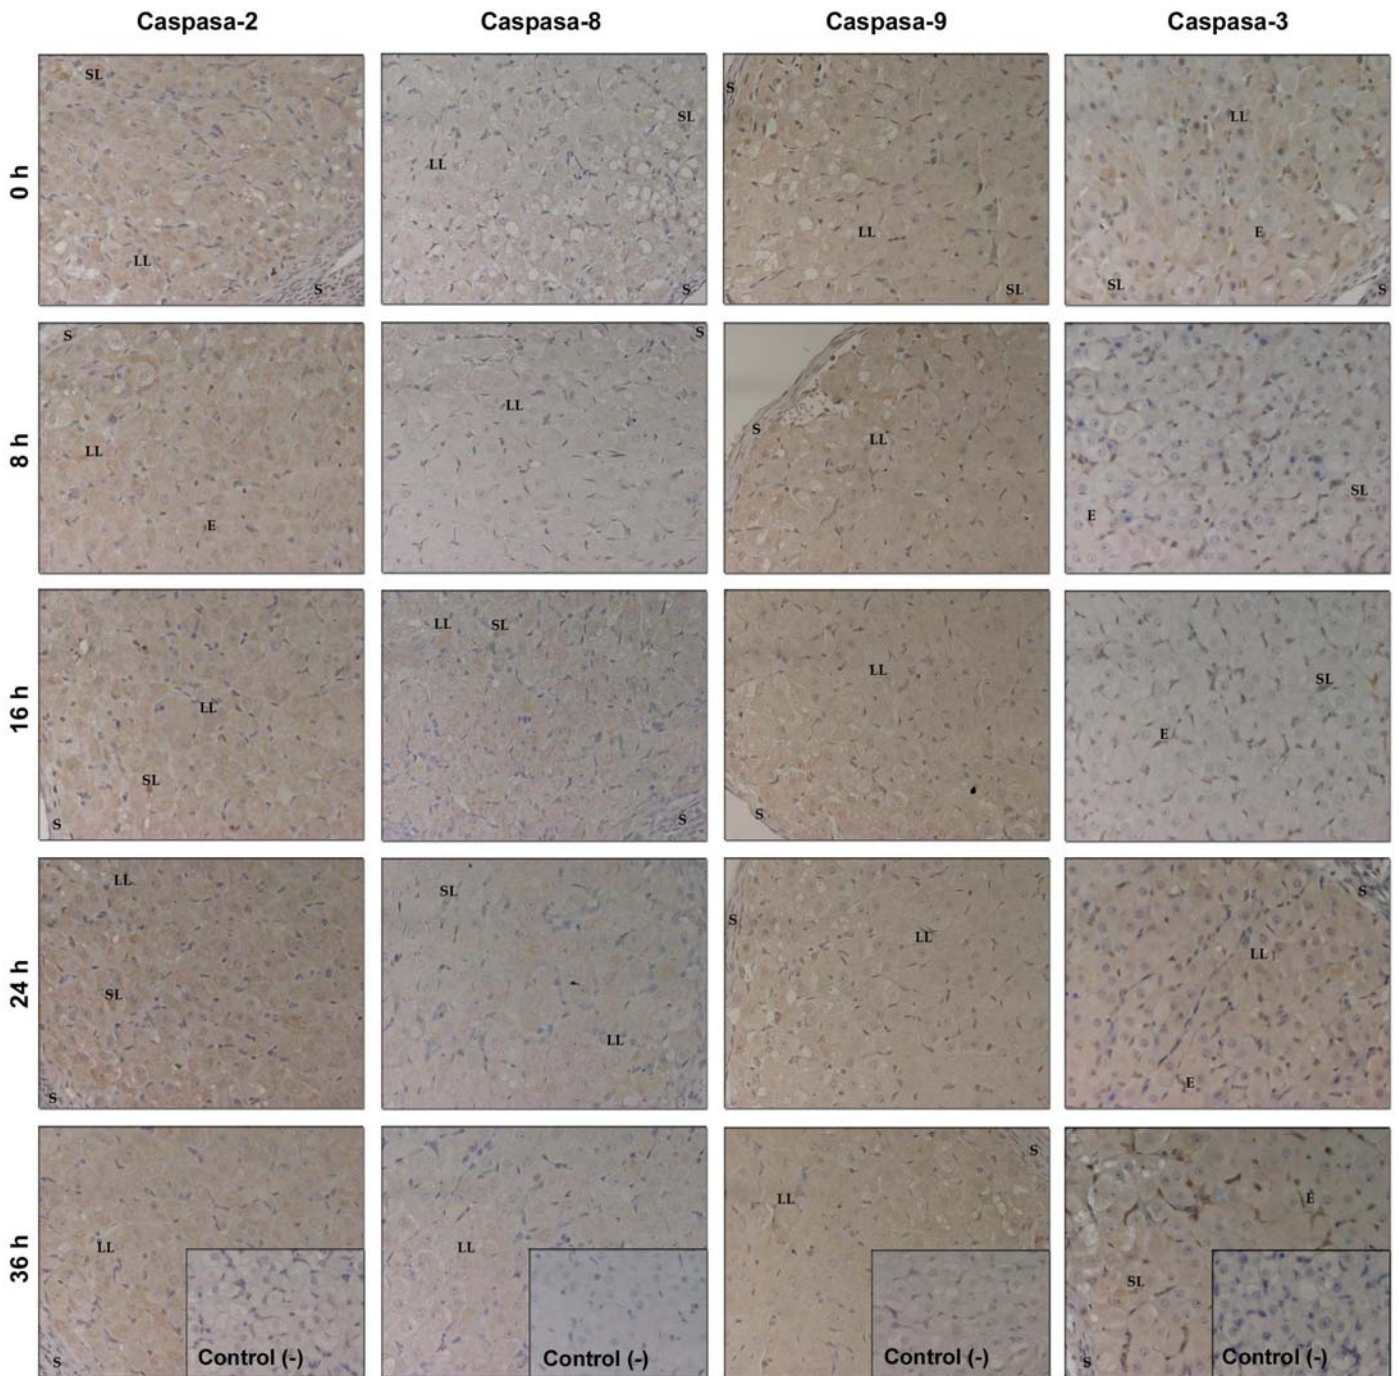 Caspasa-2 Caspasa-8 Caspasa-9 Caspasa-3
0 h
SL LL S
LL SL S
S LL SL
LL E SL S
8 h
S LL E
S LL
S LL
SL E
16 h
LL SL S
LL SL S
LL S
SL E
24 h
LL SL S
SL LL
S LL
S LL E
36 h
LL S Control (-)
LL Control (-)
S LL Control (-)
E SL S Control (-)